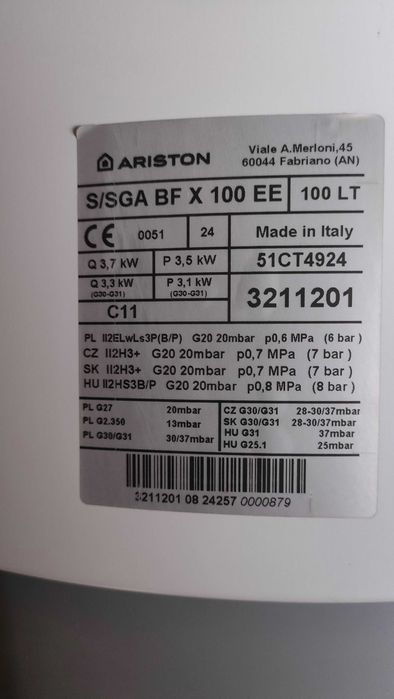 ARISTON
Viale A.Merloni,45
60044 Fabriano (AN)
S/SGA BF X 100 EE 100 LT
CE 0051 24 Made in Italy
Q 3,7 kW P 3,5 kW 51CT4924
Q 3,3 kW P 3,1 kW
(G30-G31) (G30-G31)
3211201
C11
PL II2ELwLs3P(B/P) G20 20mbar p0,6 MPa (6 bar )
CZ II2H3+ G20 20mbar p0,7 MPa (7 bar )
SK II2H3+ G20 20mbar p0,7 MPa (7 bar )
HU II2HS3B/P G20 20mbar p0,8 MPa (8 bar )
PL G27 20mbar CZ G30/G31 28-30/37mbar
PL G2.350 13mbar SK G30/G31 28-30/37mbar
PL G30/G31 30/37mbar HU G31 37mbar
HU G25.1 25mbar
3211201 08 24257 0000879